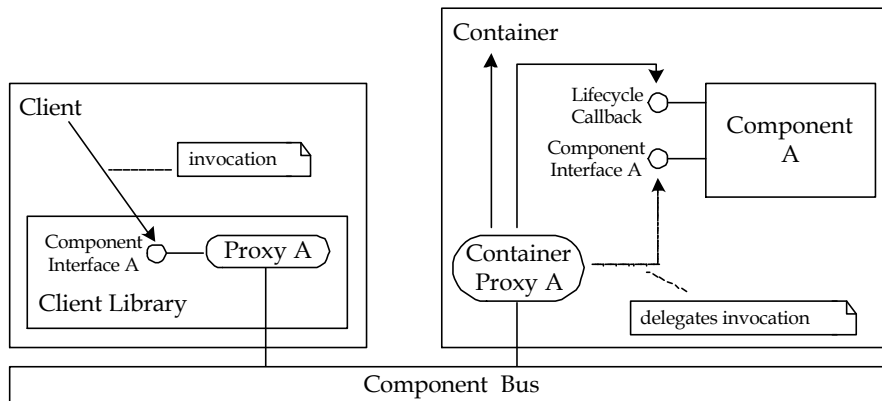 Client
invocation
Component
Interface A
Proxy A
Client Library
Container
Lifecycle
Callback
Component
Interface A
Component
A
Container
Proxy A
delegates invocation
Component Bus